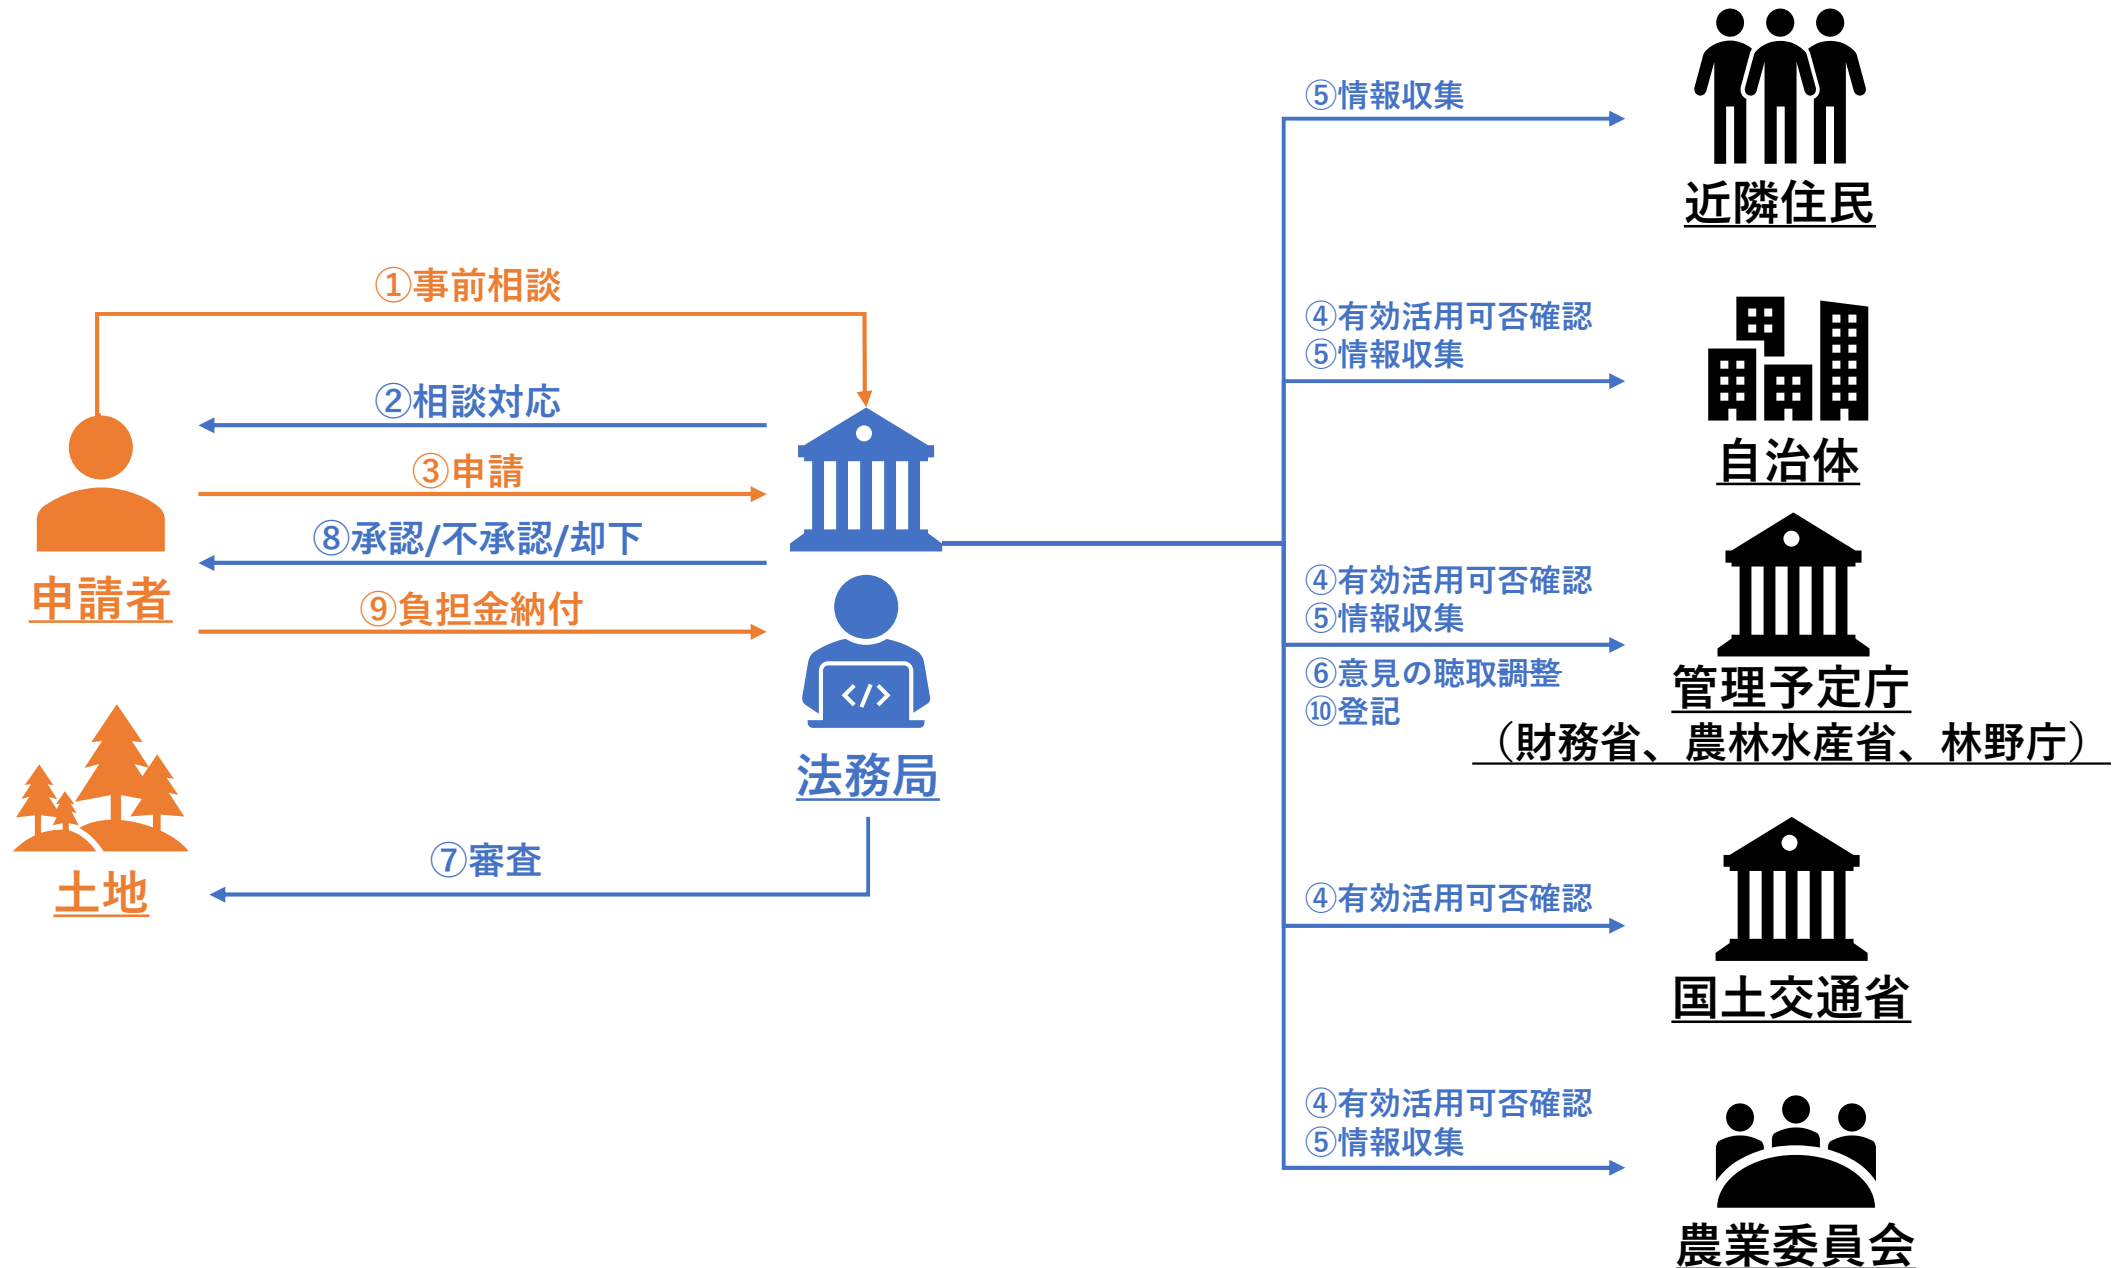 ①事前相談
②相談対応
③申請
⑧承認/不承認/却下
⑨負担金納付
申請者
法務局
⑦審査
土地
⑤情報収集
近隣住民
④有効活用可否確認
⑤情報収集
自治体
④有効活用可否確認
⑤情報収集
⑥意見の聴取調整
⑩登記
管理予定庁
（財務省、農林水産省、林野庁）
④有効活用可否確認
国土交通省
④有効活用可否確認
⑤情報収集
農業委員会